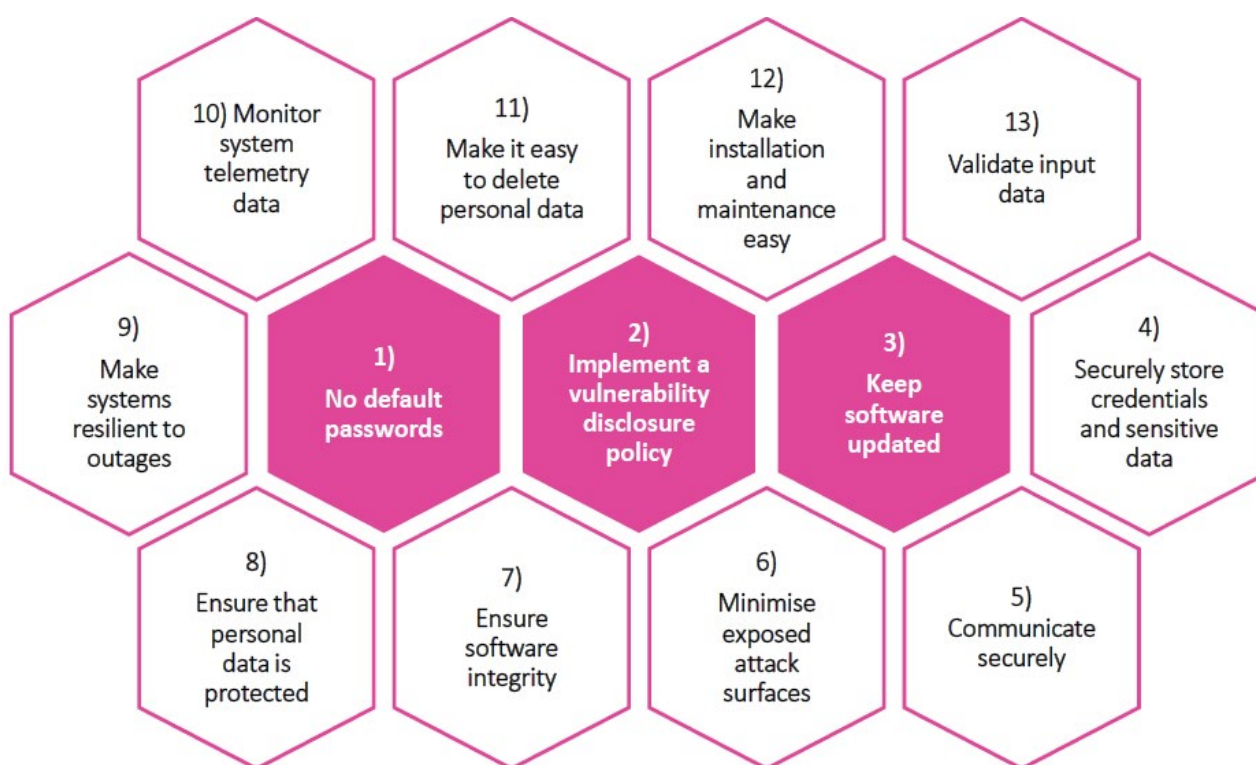 10) Monitor
system
telemetry
data
11)
Make it easy
to delete
personal data
12)
Make
installation
and
maintenance
easy
13)
Validate input
data
9)
Make
systems
resilient to
outages
1)
No default
passwords
2)
Implement a
vulnerability
disclosure
policy
3)
Keep
software
updated
4)
Securely store
credentials
and sensitive
data
8)
Ensure that
personal
data is
protected
7)
Ensure
software
integrity
6)
Minimise
exposed
attack
surfaces
5)
Communicate
securely